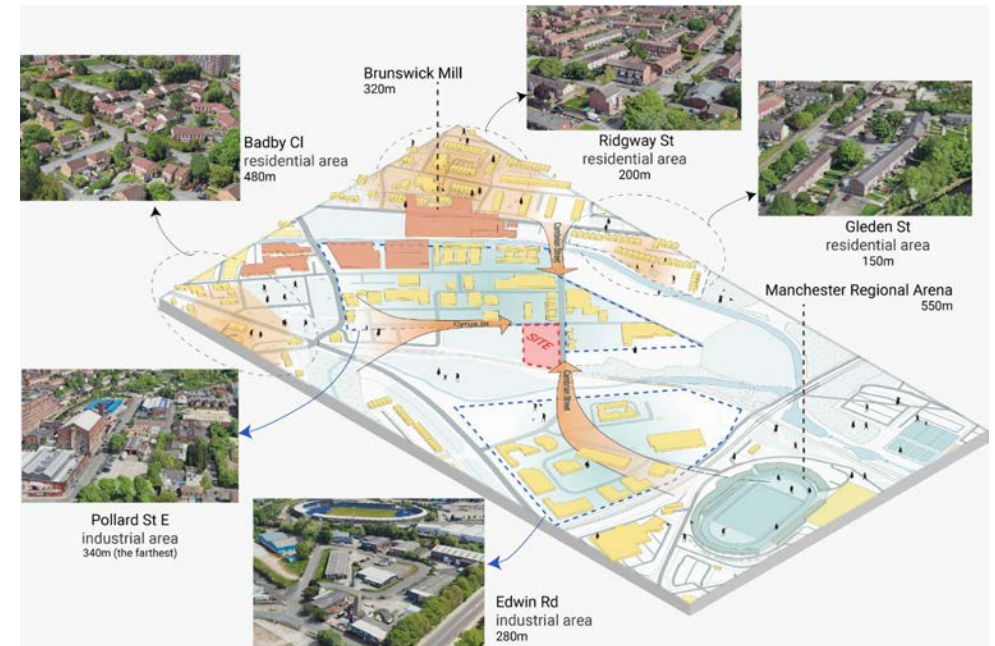 Brunswick Mill
320m
Badby Cl
residential area
480m
Ridgway St
residential area
200m
Gleden St
residential area
150m
Manchester Regional Arena
550m
SITE
Pollard St E
industrial area
340m (the farthest)
Edwin Rd
industrial area
280m